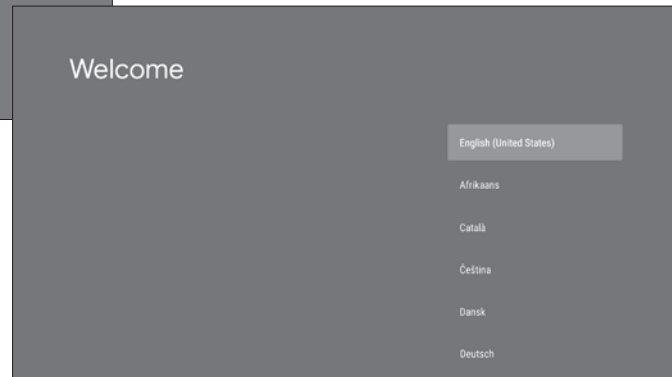 Welcome
English (United States)
Afrikaans
Català
Čeština
Dansk
Deutsch